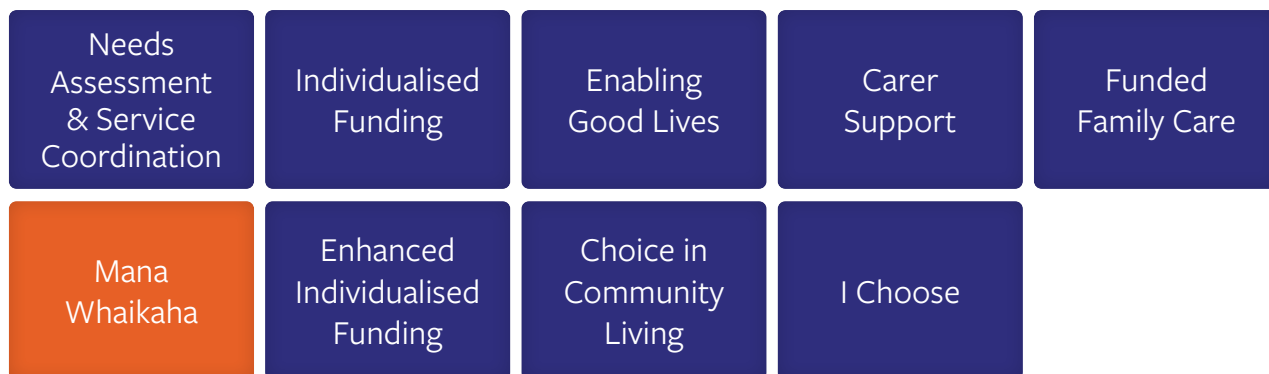 Needs
Assessment
& Service
Coordination
Individualised
Funding
Enabling
Good Lives
Carer
Support
Funded
Family Care
Mana
Whaikaha
Enhanced
Individualised
Funding
Choice in
Community
Living
I Choose